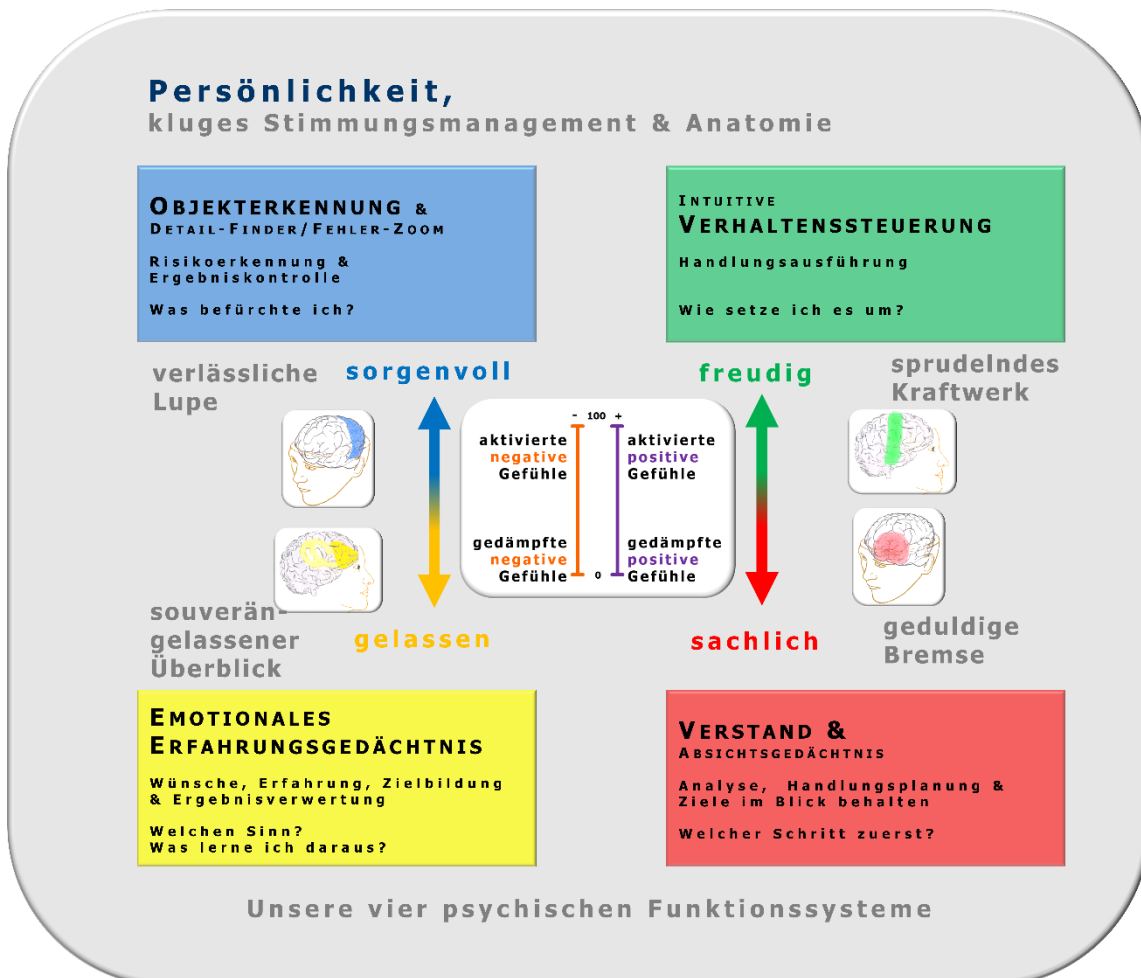 Persönlichkeit,
kluges Stimmungsmanagement & Anatomie
OBJEKTERKENNUNG &
DETAIL-FINDER/FEHLER-ZOOM
Risikoerkennung &
Ergebniskontrolle
Was befürchte ich?
INTUITIVE
VERHALTENSSTEUERUNG
Handlungsausführung
Wie setze ich es um?
verlässliche
Lupe
sorgenvoll
freudig
sprudelndes
Kraftwerk
- 100 +
aktivierte
negative
Gefühle
aktivierte
positive
Gefühle
gedämpfte
negative
Gefühle
gedämpfte
positive
Gefühle
0
souverän-
gelassener
Überblick
gelassen
sachlich
geduldige
Bremse
EMOTIONALES
ERFAHRUNGSGEDÄCHTNIS
Wünsche, Erfahrung, Zielbildung
& Ergebnisverwertung
Welchen Sinn?
Was lerne ich daraus?
VERSTAND &
ABSICHTSGEDÄCHTNIS
Analyse, Handlungsplanung &
Ziele im Blick behalten
Welcher Schritt zuerst?
Unsere vier psychischen Funktionssysteme